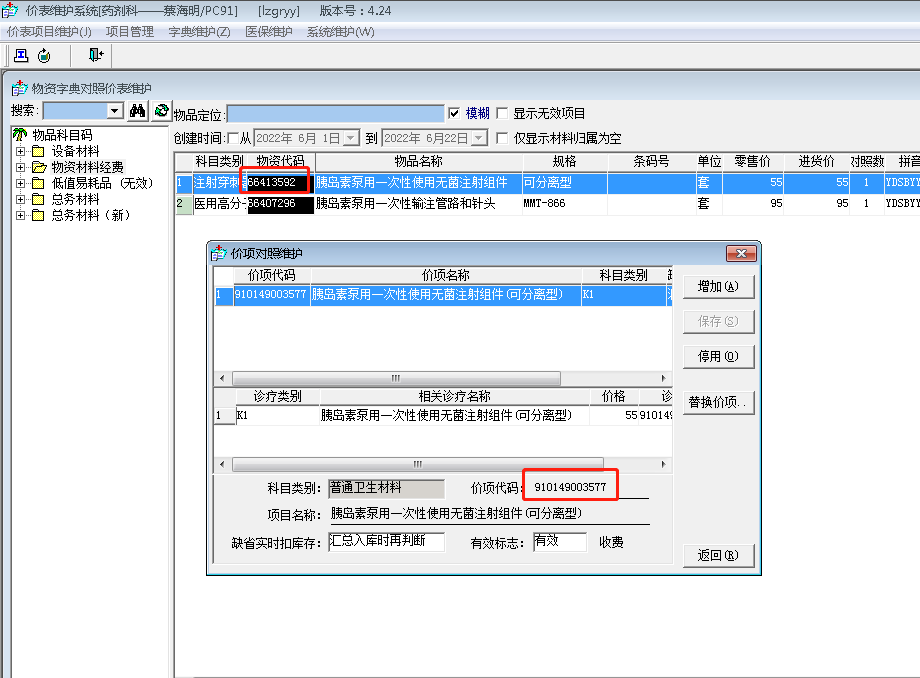 价表维护系统[药剂科——蔡海明/PC91] [lzgryy] 版本号：4.24
价表项目维护(J) 项目管理 字典维护(Z) 医保维护 系统维护(W)
物资字典对照价表维护
搜索: 物品定位: 模糊 显示无效项目
创建时间: 从 2022年 6月 1日 到 2022年 6月22日 仅显示材料归属为空
物品科目码
设备材料
物资材料经费
低值易耗品（无效）
总务材料
总务材料（新）
科目类别 物资代码 物品名称 规格 条码号 单位 零售价 进货价 对照数 拼音
1 注射穿刺 66413592 胰岛素泵用一次性使用无菌注射组件 可分离型 套 55 55 1 YDSBYY
2 医用高分子 66407296 胰岛素泵用一次性输注管路和针头 MMT-866 套 95 95 1 YDSBYY
价项对照维护
价项代码 价项名称 科目类别
1 910149003577 胰岛素泵用一次性使用无菌注射组件(可分离型) K1
诊疗类别 相关诊疗名称 价格 诊
1 K1 胰岛素泵用一次性使用无菌注射组件(可分离型) 55 910149
科目类别: 普通卫生材料 价项代码: 910149003577
项目名称: 胰岛素泵用一次性使用无菌注射组件(可分离型)
缺省实时扣库存: 汇总入库时再判断 有效标志: 有效 收费
增加(A)
保存(S)
停用(O)
替换价项..
返回(R)